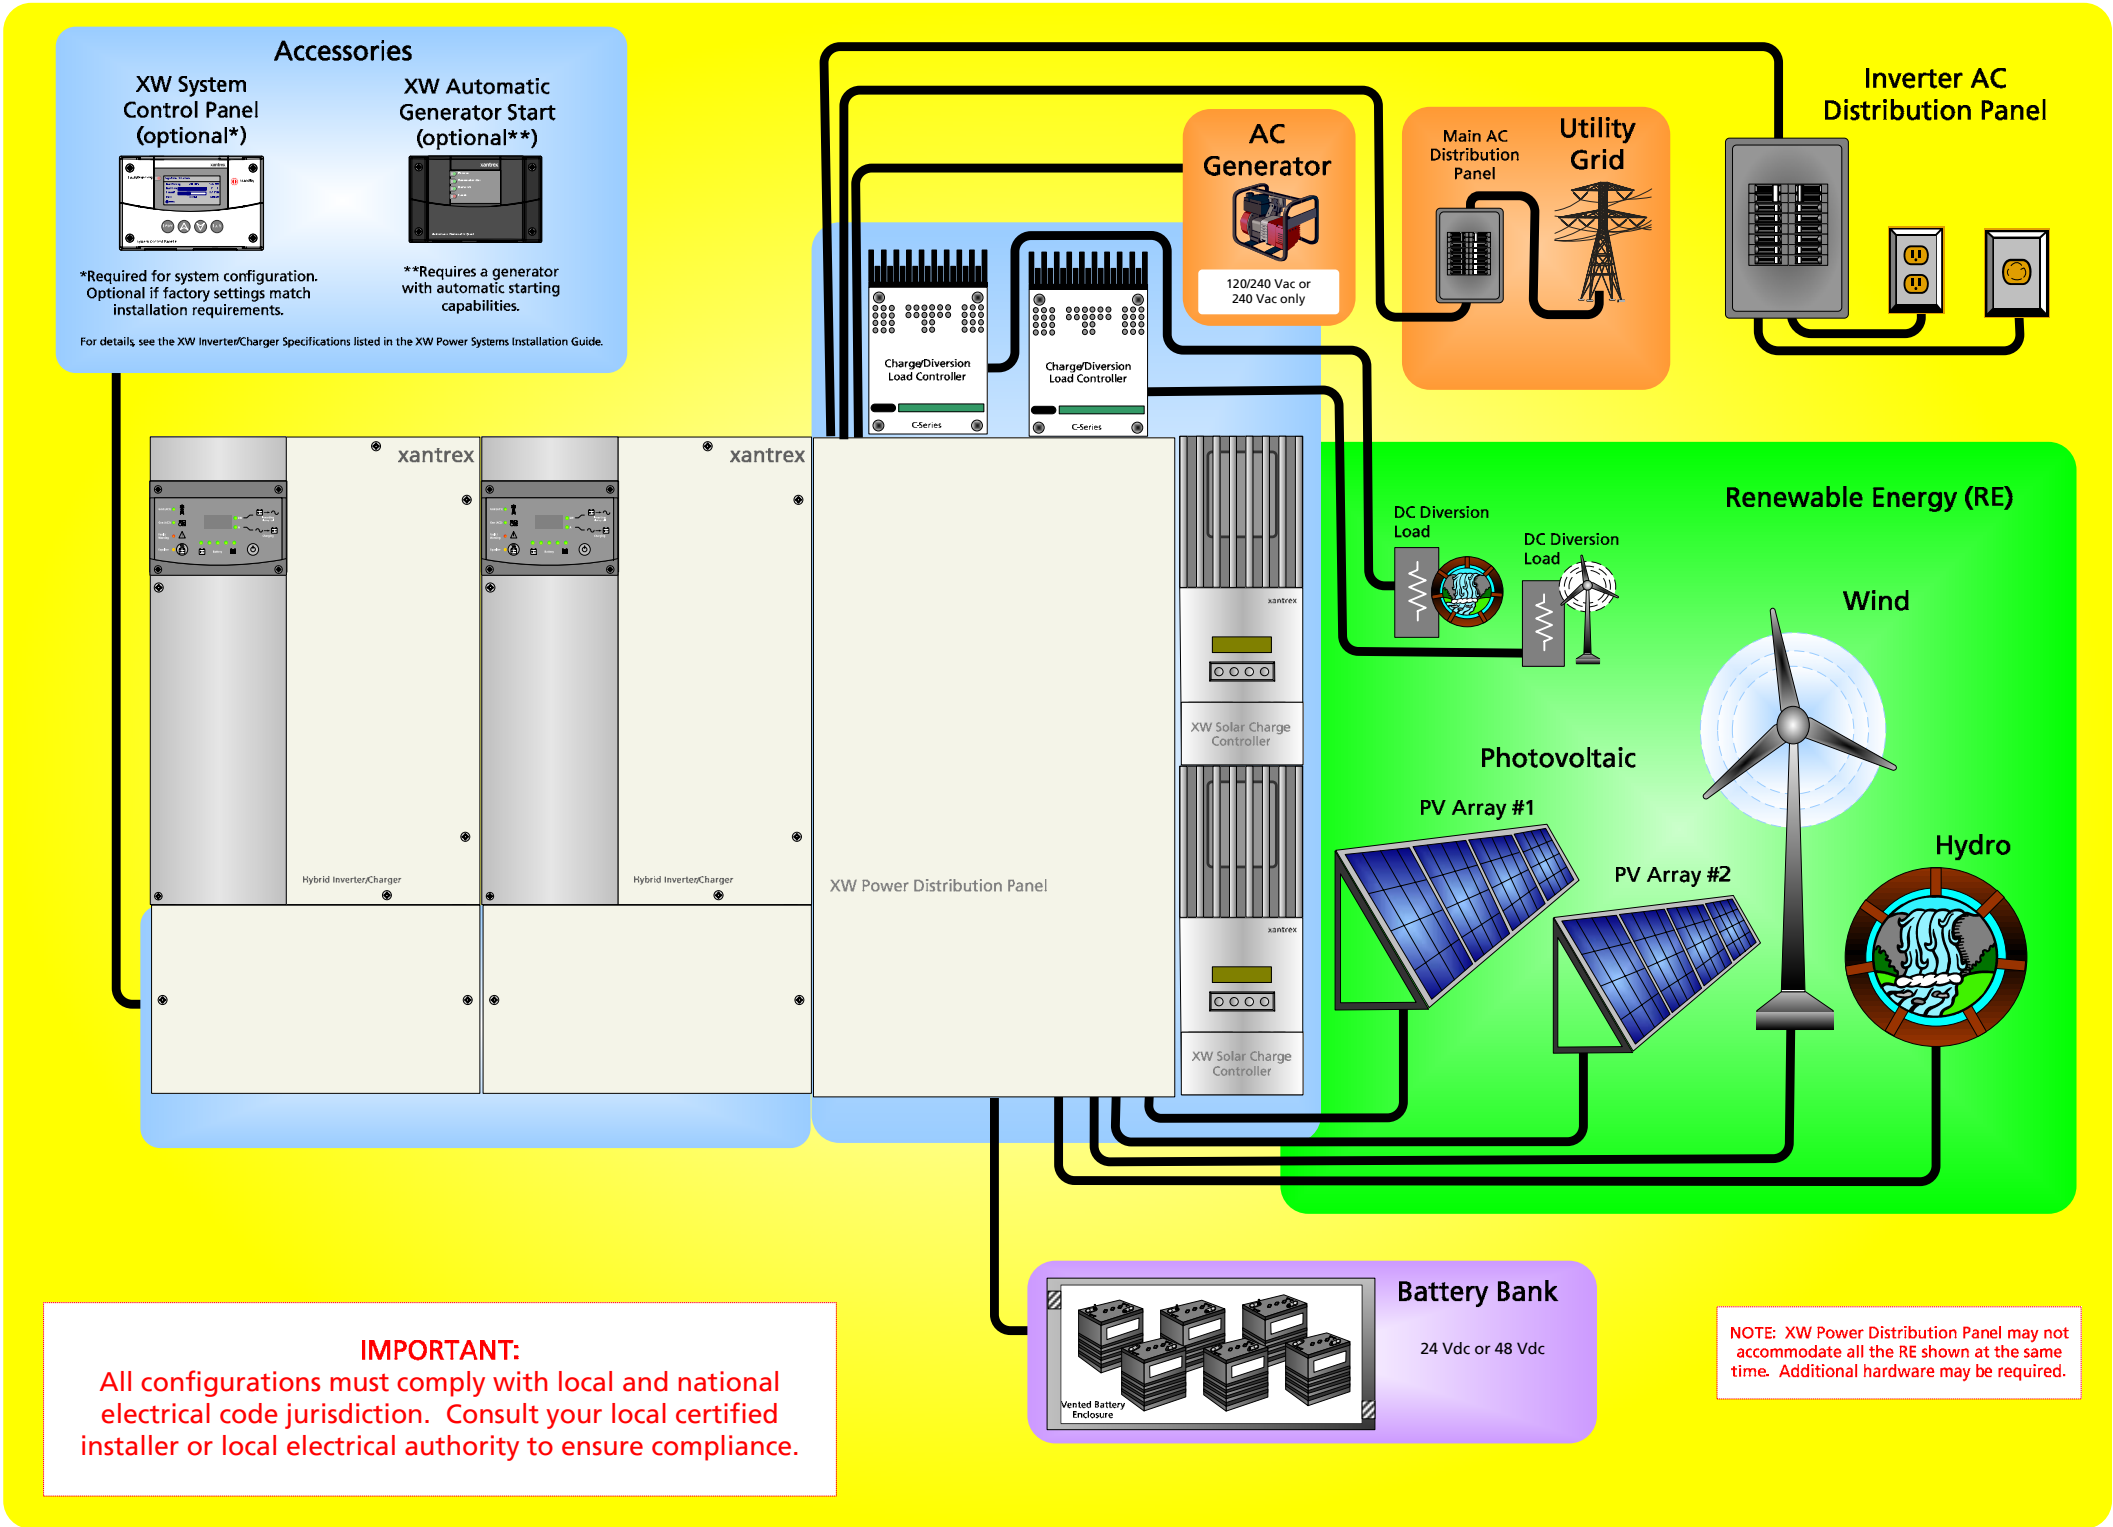 Accessories
XW System
Control Panel
(optional*)
XW Automatic
Generator Start
(optional**)
xantrex
xantrex
*Required for system configuration.
Optional if factory settings match
installation requirements.
**Requires a generator
with automatic starting
capabilities.
For details, see the XW Inverter/Charger Specifications listed in the XW Power Systems Installation Guide.
AC
Generator
120/240 Vac or
240 Vac only
Main AC
Distribution
Panel
Utility
Grid
Inverter AC
Distribution Panel
Charge/Diversion
Load Controller
C-Series
Charge/Diversion
Load Controller
C-Series
xantrex
Hybrid Inverter/Charger
xantrex
Hybrid Inverter/Charger
XW Power Distribution Panel
xantrex
XW Solar Charge
Controller
xantrex
XW Solar Charge
Controller
Renewable Energy (RE)
DC Diversion
Load
DC Diversion
Load
Wind
Photovoltaic
PV Array #1
PV Array #2
Hydro
Battery Bank
24 Vdc or 48 Vdc
Vented Battery
Enclosure
IMPORTANT:
All configurations must comply with local and national
electrical code jurisdiction. Consult your local certified
installer or local electrical authority to ensure compliance.
NOTE: XW Power Distribution Panel may not
accommodate all the RE shown at the same
time. Additional hardware may be required.